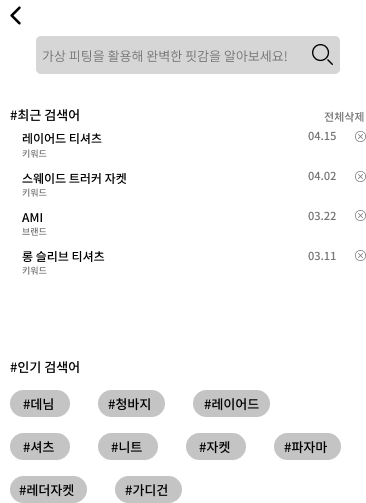 가상 피팅을 활용해 완벽한 핏감을 알아보세요!
#최근 검색어
전체삭제
레이어드 티셔츠
04.15
키워드
스웨이드 트러커 자켓
04.02
키워드
AMI
03.22
브랜드
롱 슬리브 티셔츠
03.11
키워드
#인기 검색어
#데님 #청바지 #레이어드
#셔츠 #니트 #자켓 #파자마
#레더자켓 #가디건